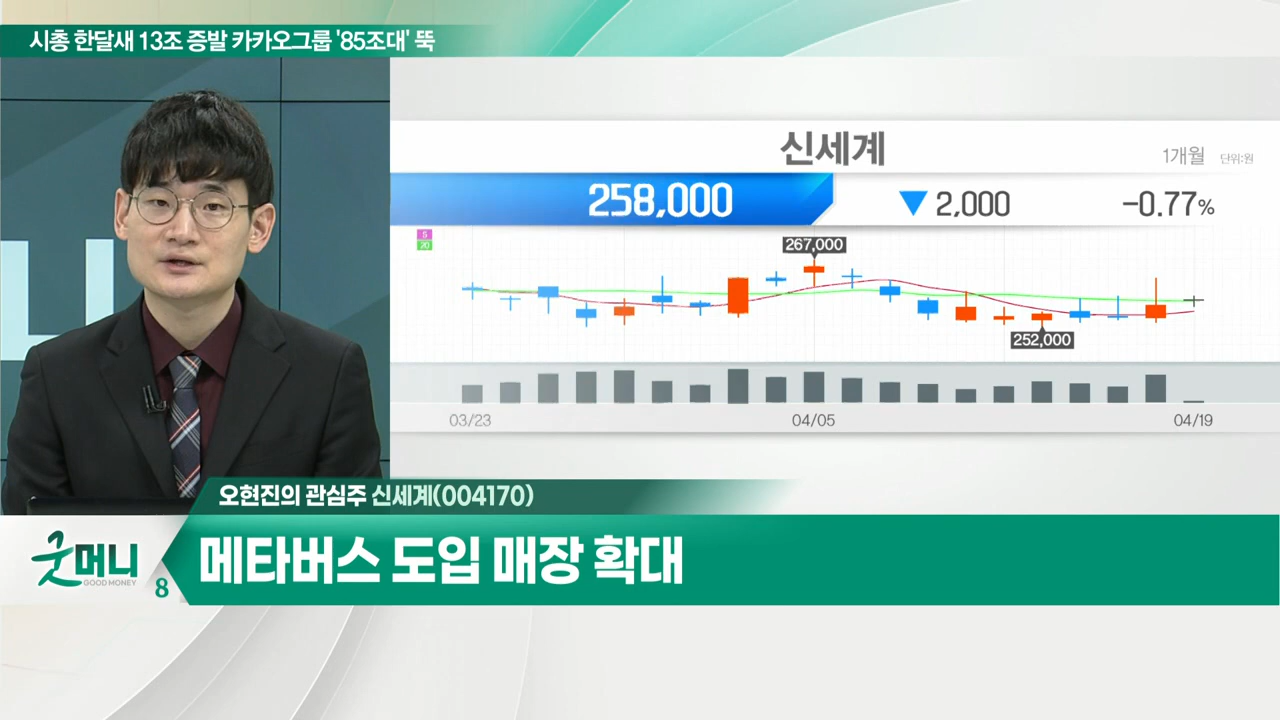 시총 한달새 13조 증발 카카오그룹 '85조대' 뚝
신세계
1개월 단위:원
258,000 ▼ 2,000 -0.77%
5
20
267,000
252,000
03/23 04/05 04/19
오현진의 관심주 신세계(004170)
굿머니
GOOD MONEY
8
메타버스 도입 매장 확대